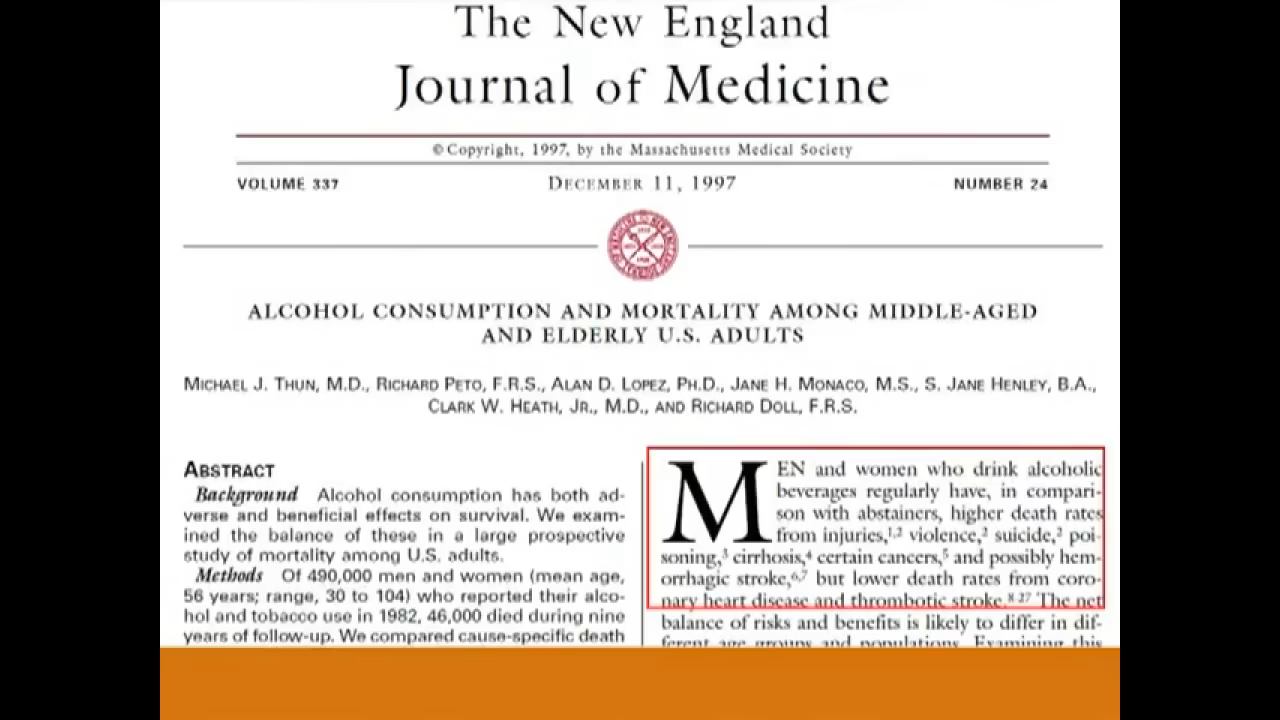 The New England
Journal of Medicine
© Copyright, 1997, by the Massachusetts Medical Society
VOLUME 337
DECEMBER 11, 1997
NUMBER 24
ALCOHOL CONSUMPTION AND MORTALITY AMONG MIDDLE-AGED
AND ELDERLY U.S. ADULTS
MICHAEL J. THUN, M.D., RICHARD PETO, F.R.S., ALAN D. LOPEZ, PH.D., JANE H. MONACO, M.S., S. JANE HENLEY, B.A.,
CLARK W. HEATH, JR., M.D., AND RICHARD DOLL, F.R.S.
ABSTRACT
Background Alcohol consumption has both ad-
verse and beneficial effects on survival. We exam-
ined the balance of these in a large prospective
study of mortality among U.S. adults.
Methods Of 490,000 men and women (mean age,
56 years; range, 30 to 104) who reported their alco-
hol and tobacco use in 1982, 46,000 died during nine
years of follow-up. We compared cause-specific death
MEN and women who drink alcoholic
beverages regularly have, in compari-
son with abstainers, higher death rates
from injuries,1,2 violence,2 suicide,2 poi-
soning,3 cirrhosis,4 certain cancers,5 and possibly hem-
orrhagic stroke,6,7 but lower death rates from coro-
nary heart disease and thrombotic stroke.8-27 The net
balance of risks and benefits is likely to differ in dif-
ferent age groups and populations. Examining this